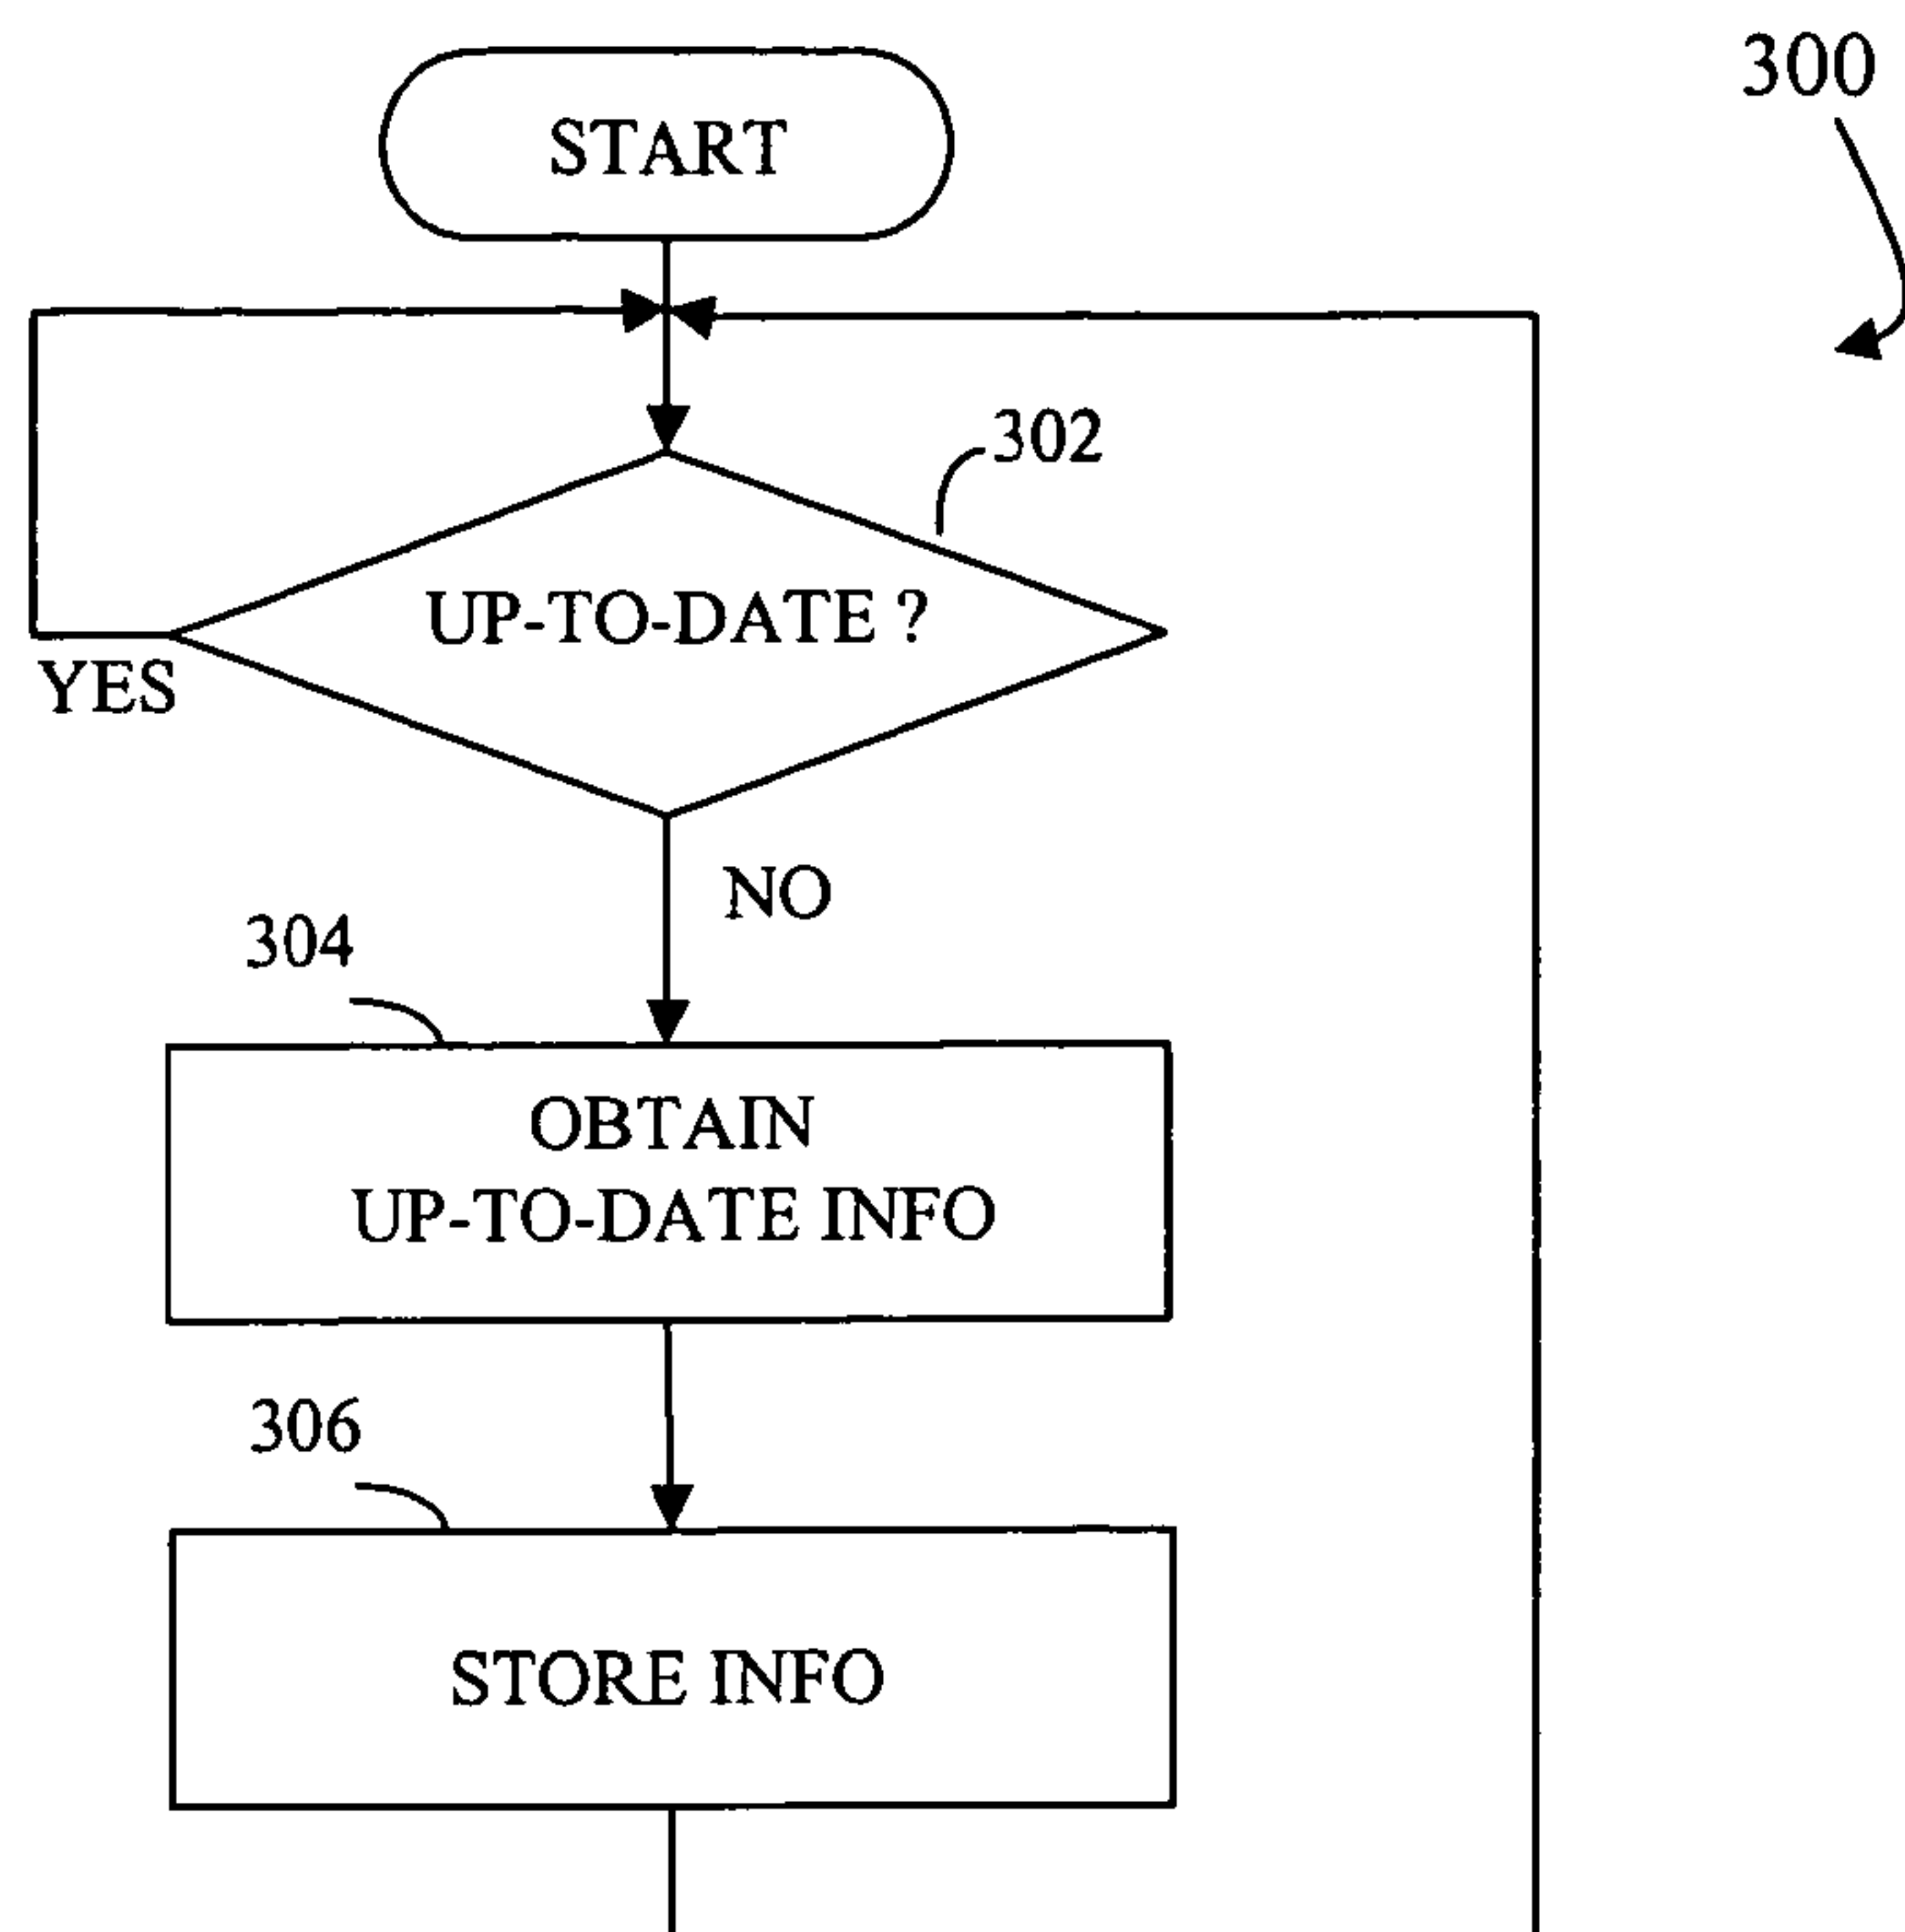 START
300
302
UP-TO-DATE ?
YES
NO
304
OBTAIN
UP-TO-DATE INFO
306
STORE INFO